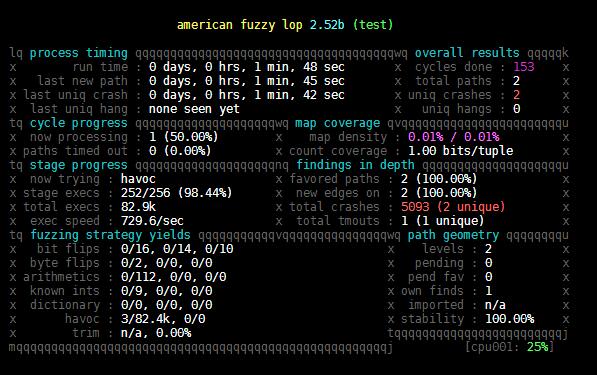 american fuzzy lop 2.52b (test)
lq process timing qqqqqqqqqqqqqqqqqqqqqqqqqqqqqqqqqqqqqwq overall results qqqqqk
x run time : 0 days, 0 hrs, 1 min, 48 sec x cycles done : 153 x
x last new path : 0 days, 0 hrs, 1 min, 45 sec x total paths : 2 x
x last uniq crash : 0 days, 0 hrs, 1 min, 42 sec x uniq crashes : 2 x
x last uniq hang : none seen yet x uniq hangs : 0 x
tq cycle progress qqqqqqqqqqqqqqqqqqqqwq map coverage qvqqqqqqqqqqqqqqqqqqqqqqqu
x now processing : 1 (50.00%) x map density : 0.01% / 0.01% x
x paths timed out : 0 (0.00%) x count coverage : 1.00 bits/tuple x
tq stage progress qqqqqqqqqqqqqqqqqqqqnq findings in depth qqqqqqqqqqqqqqqqqqqqu
x now trying : havoc x favored paths : 2 (100.00%) x
x stage execs : 252/256 (98.44%) x new edges on : 2 (100.00%) x
x total execs : 82.9k x total crashes : 5093 (2 unique) x
x exec speed : 729.6/sec x total tmouts : 1 (1 unique) x
tq fuzzing strategy yields qqqqqqqqqqqvqqqqqqqqqqqqqqqwq path geometry qqqqqqqqu
x bit flips : 0/16, 0/14, 0/10 x levels : 2 x
x byte flips : 0/2, 0/0, 0/0 x pending : 0 x
x arithmetics : 0/112, 0/0, 0/0 x pend fav : 0 x
x known ints : 0/9, 0/0, 0/0 x own finds : 1 x
x dictionary : 0/0, 0/0, 0/0 x imported : n/a x
x havoc : 3/82.4k, 0/0 x stability : 100.00% x
x trim : n/a, 0.00% tqqqqqqqqqqqqqqqqqqqqqqqj
mqqqqqqqqqqqqqqqqqqqqqqqqqqqqqqqqqqqqqqqqqqqqqqqqqqqqqj [cpu001: 25%]